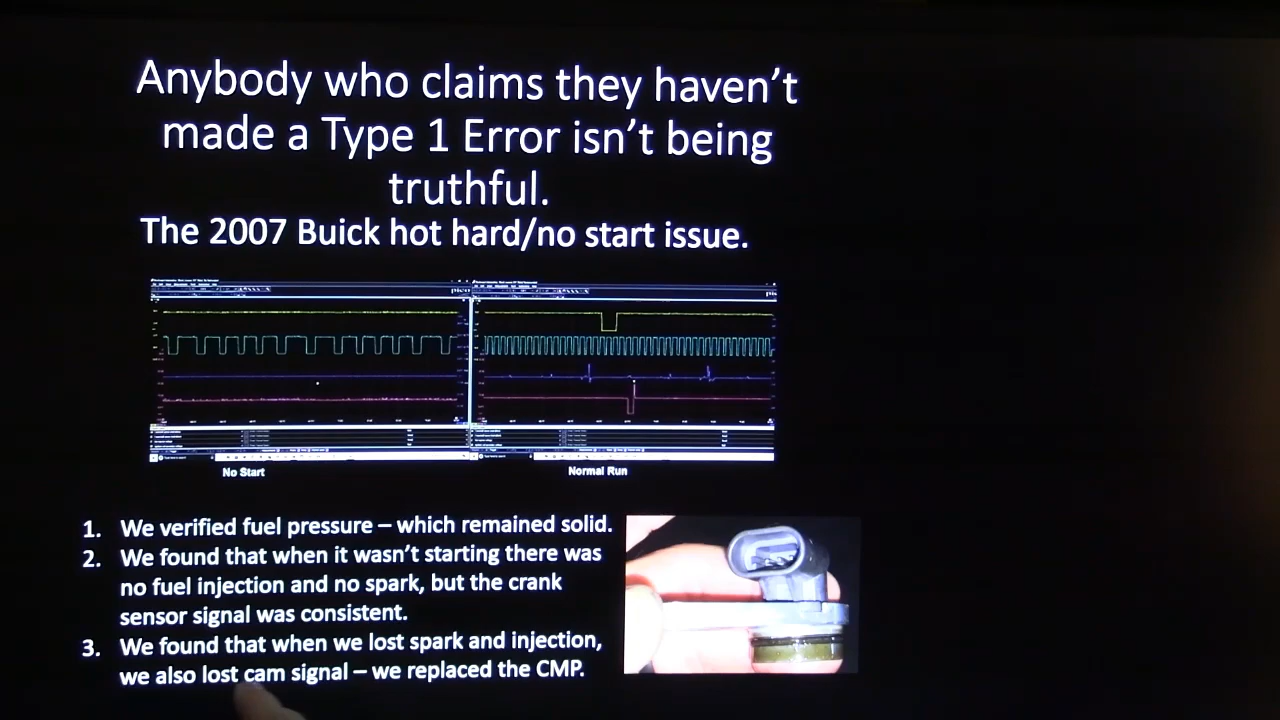 Anybody who claims they haven't
made a Type 1 Error isn't being
truthful.
The 2007 Buick hot hard/no start issue.
pico
No Start
Normal Run
1. We verified fuel pressure – which remained solid.
2. We found that when it wasn't starting there was
no fuel injection and no spark, but the crank
sensor signal was consistent.
3. We found that when we lost spark and injection,
we also lost cam signal – we replaced the CMP.